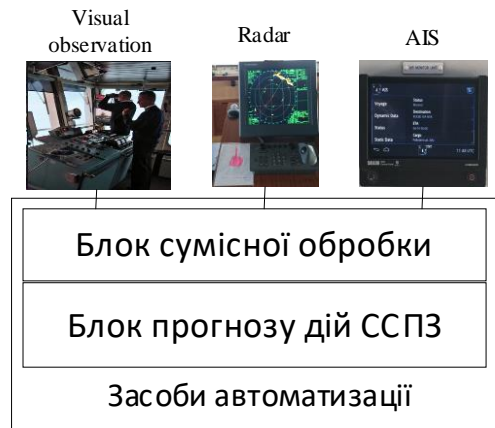 Visual
observation
Radar
AIS
Блок сумісної обробки
Блок прогнозу дій ССПЗ
Засоби автоматизації